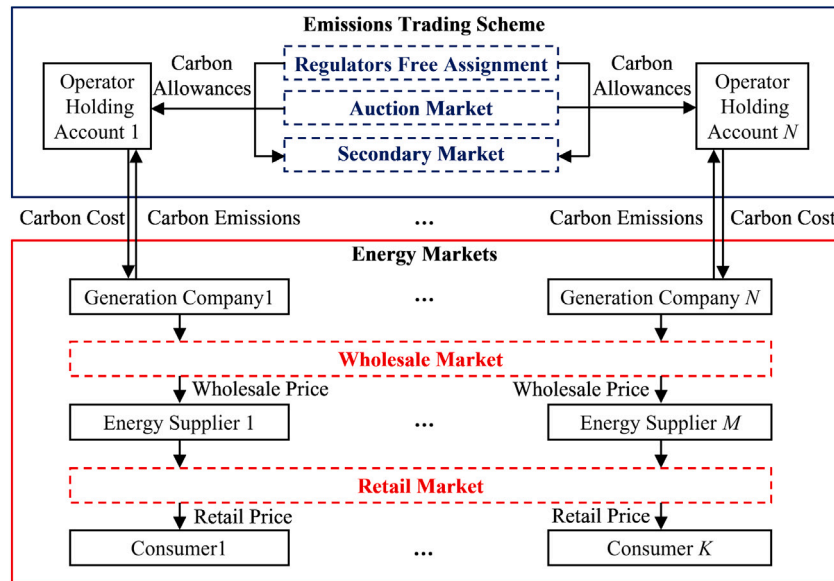 Emissions Trading Scheme
Operator
Holding
Account 1
Carbon
Allowances
Regulators Free Assignment
Auction Market
Secondary Market
Carbon
Allowances
Operator
Holding
Account N
Carbon Cost
Carbon Emissions
...
Carbon Emissions
Carbon Cost
Energy Markets
Generation Company1
...
Generation Company N
Wholesale Market
Wholesale Price
Wholesale Price
Energy Supplier 1
...
Energy Supplier M
Retail Market
Retail Price
Retail Price
Consumer1
...
Consumer K